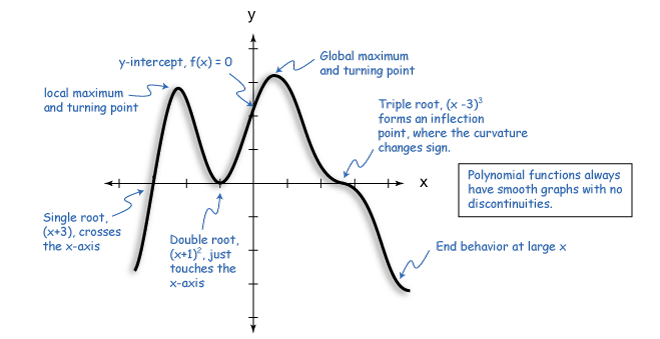 y
y-intercept, f(x) = 0
Global maximum
and turning point
local maximum
and turning point
Triple root, (x -3)³
forms an inflection
point, where the curvature
changes sign.
x
Polynomial functions always
have smooth graphs with no
discontinuities.
Single root,
(x+3), crosses
the x-axis
Double root,
(x+1)², just
touches the
x-axis
End behavior at large x